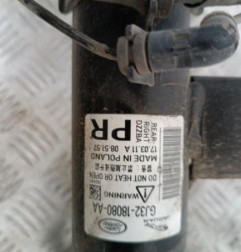 PR
REAR
RIGHT
DZZBA
17.03.11 A 08:51:57
MADE IN POLAND
DO NOT HEAT OR OPEN
WARNING
GJ32-18080-AA